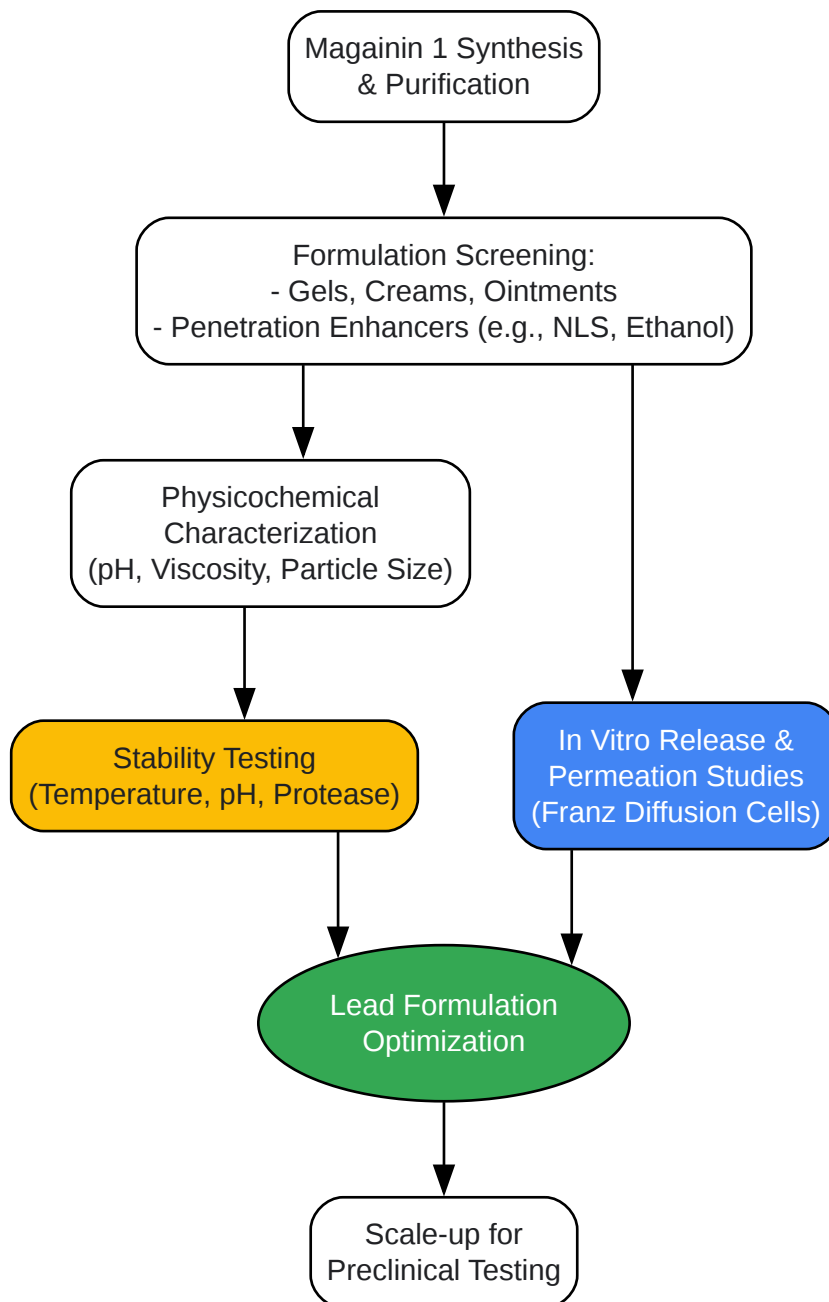 Magainin 1 Synthesis
& Purification
Formulation Screening:
- Gels, Creams, Ointments
- Penetration Enhancers (e.g., NLS, Ethanol)
Physicochemical
Characterization
(pH, Viscosity, Particle Size)
Stability Testing
(Temperature, pH, Protease)
In Vitro Release &
Permeation Studies
(Franz Diffusion Cells)
Lead Formulation
Optimization
Scale-up for
Preclinical Testing